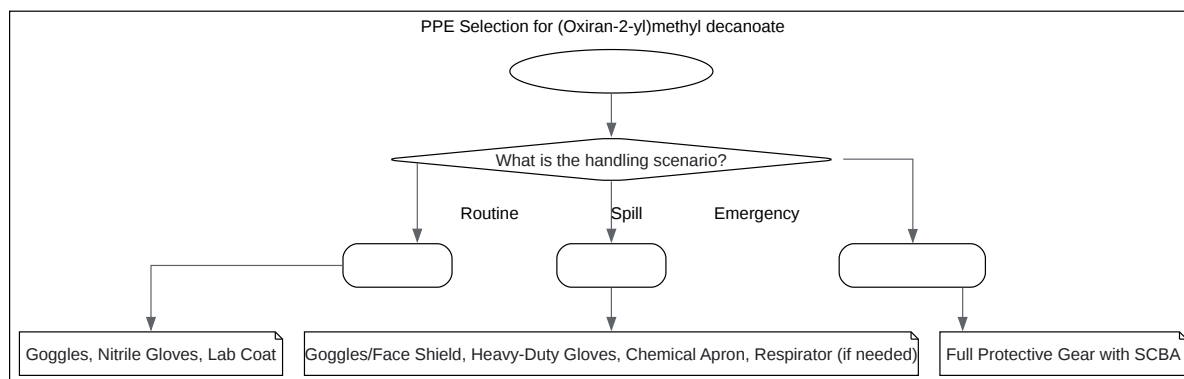 PPE Selection for (Oxiran-2-yl)methyl decanoate
What is the handling scenario?
Routine
Spill
Emergency
Goggles, Nitrile Gloves, Lab Coat
Goggles/Face Shield, Heavy-Duty Gloves, Chemical Apron, Respirator (if needed)
Full Protective Gear with SCBA